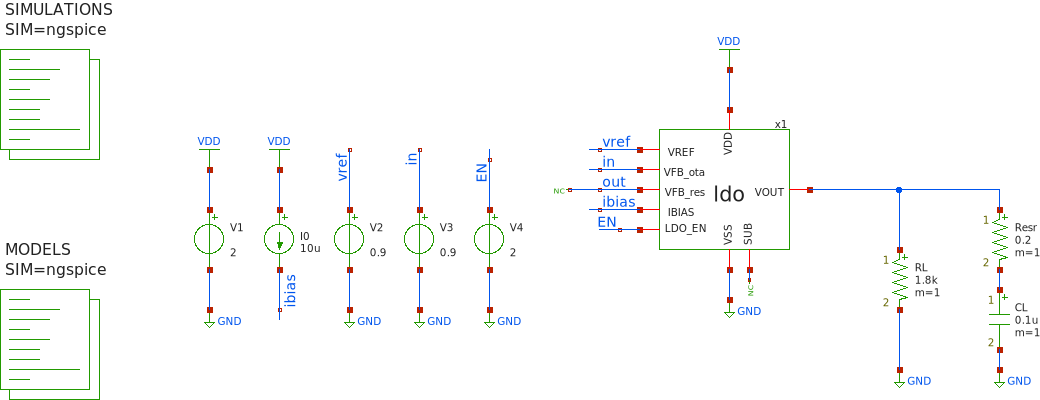 SIMULATIONS
SIM=ngspice
MODELS
SIM=ngspice
VDD
V1
2
GND
VDD
I0
10u
ibias
vref
V2
0.9
GND
in
V3
0.9
GND
EN
V4
2
GND
VDD
x1
vref
in
NC
out
ibias
EN
VREF
VFB_ota
VFB_res
IBIAS
LDO_EN
VDD
ldo
VOUT
VSS
SUB
NC
GND
1
RL
1.8k
m=1
2
GND
1
Resr
0.2
m=1
2
1
CL
0.1u
m=1
2
GND